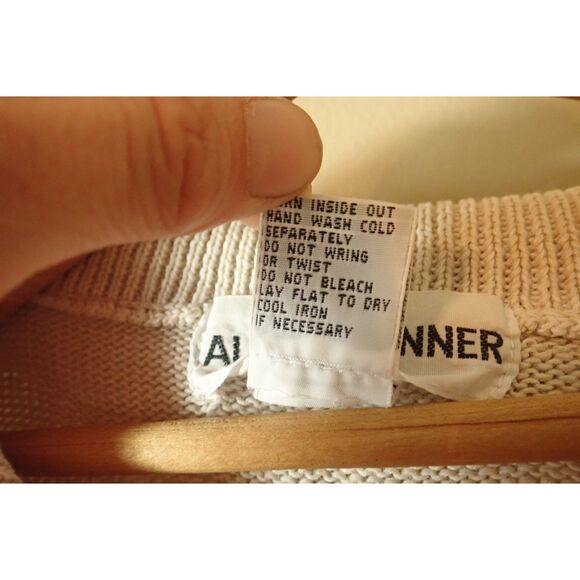 INSIDE OUT
HAND WASH COLD
SEPARATELY
DO NOT WRING
OR TWIST
DO NOT BLEACH
LAY FLAT TO DRY
COOL IRON
IF NECESSARY